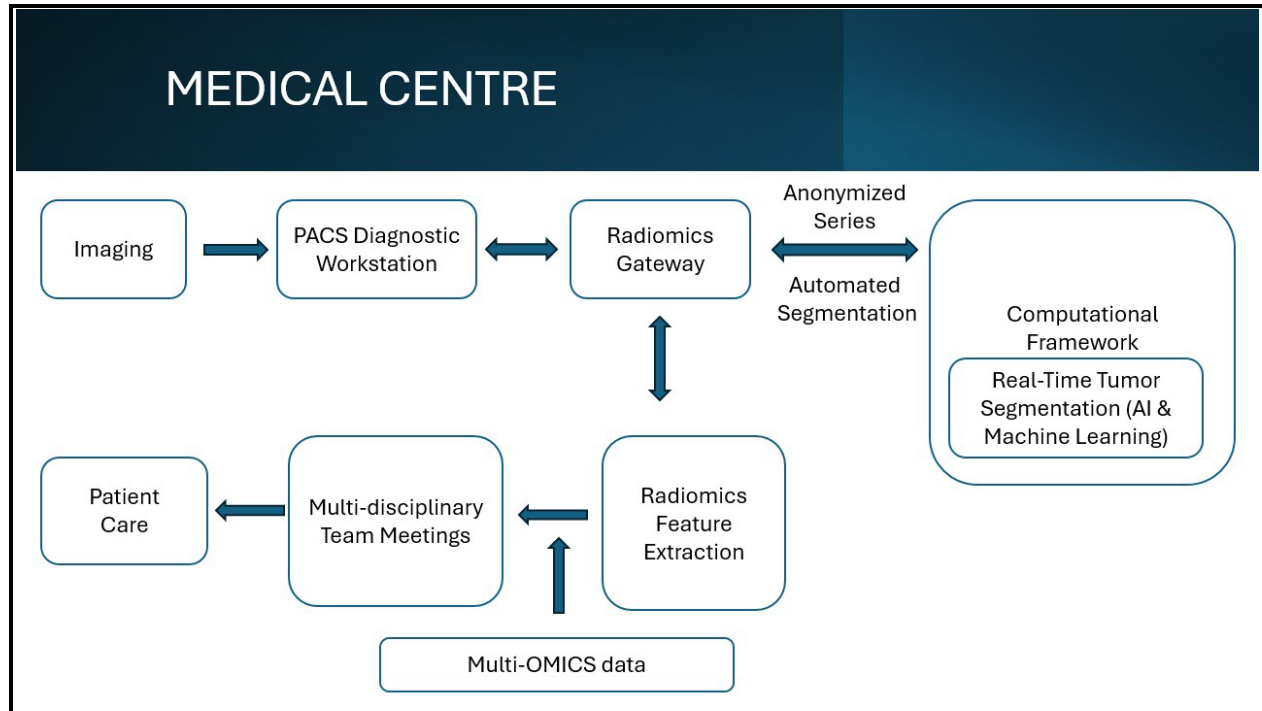 MEDICAL CENTRE
Imaging
PACS Diagnostic
Workstation
Radiomics
Gateway
Anonymized
Series
Automated
Segmentation
Computational
Framework
Real-Time Tumor
Segmentation (AI &
Machine Learning)
Patient
Care
Multi-disciplinary
Team Meetings
Radiomics
Feature
Extraction
Multi-OMICS data